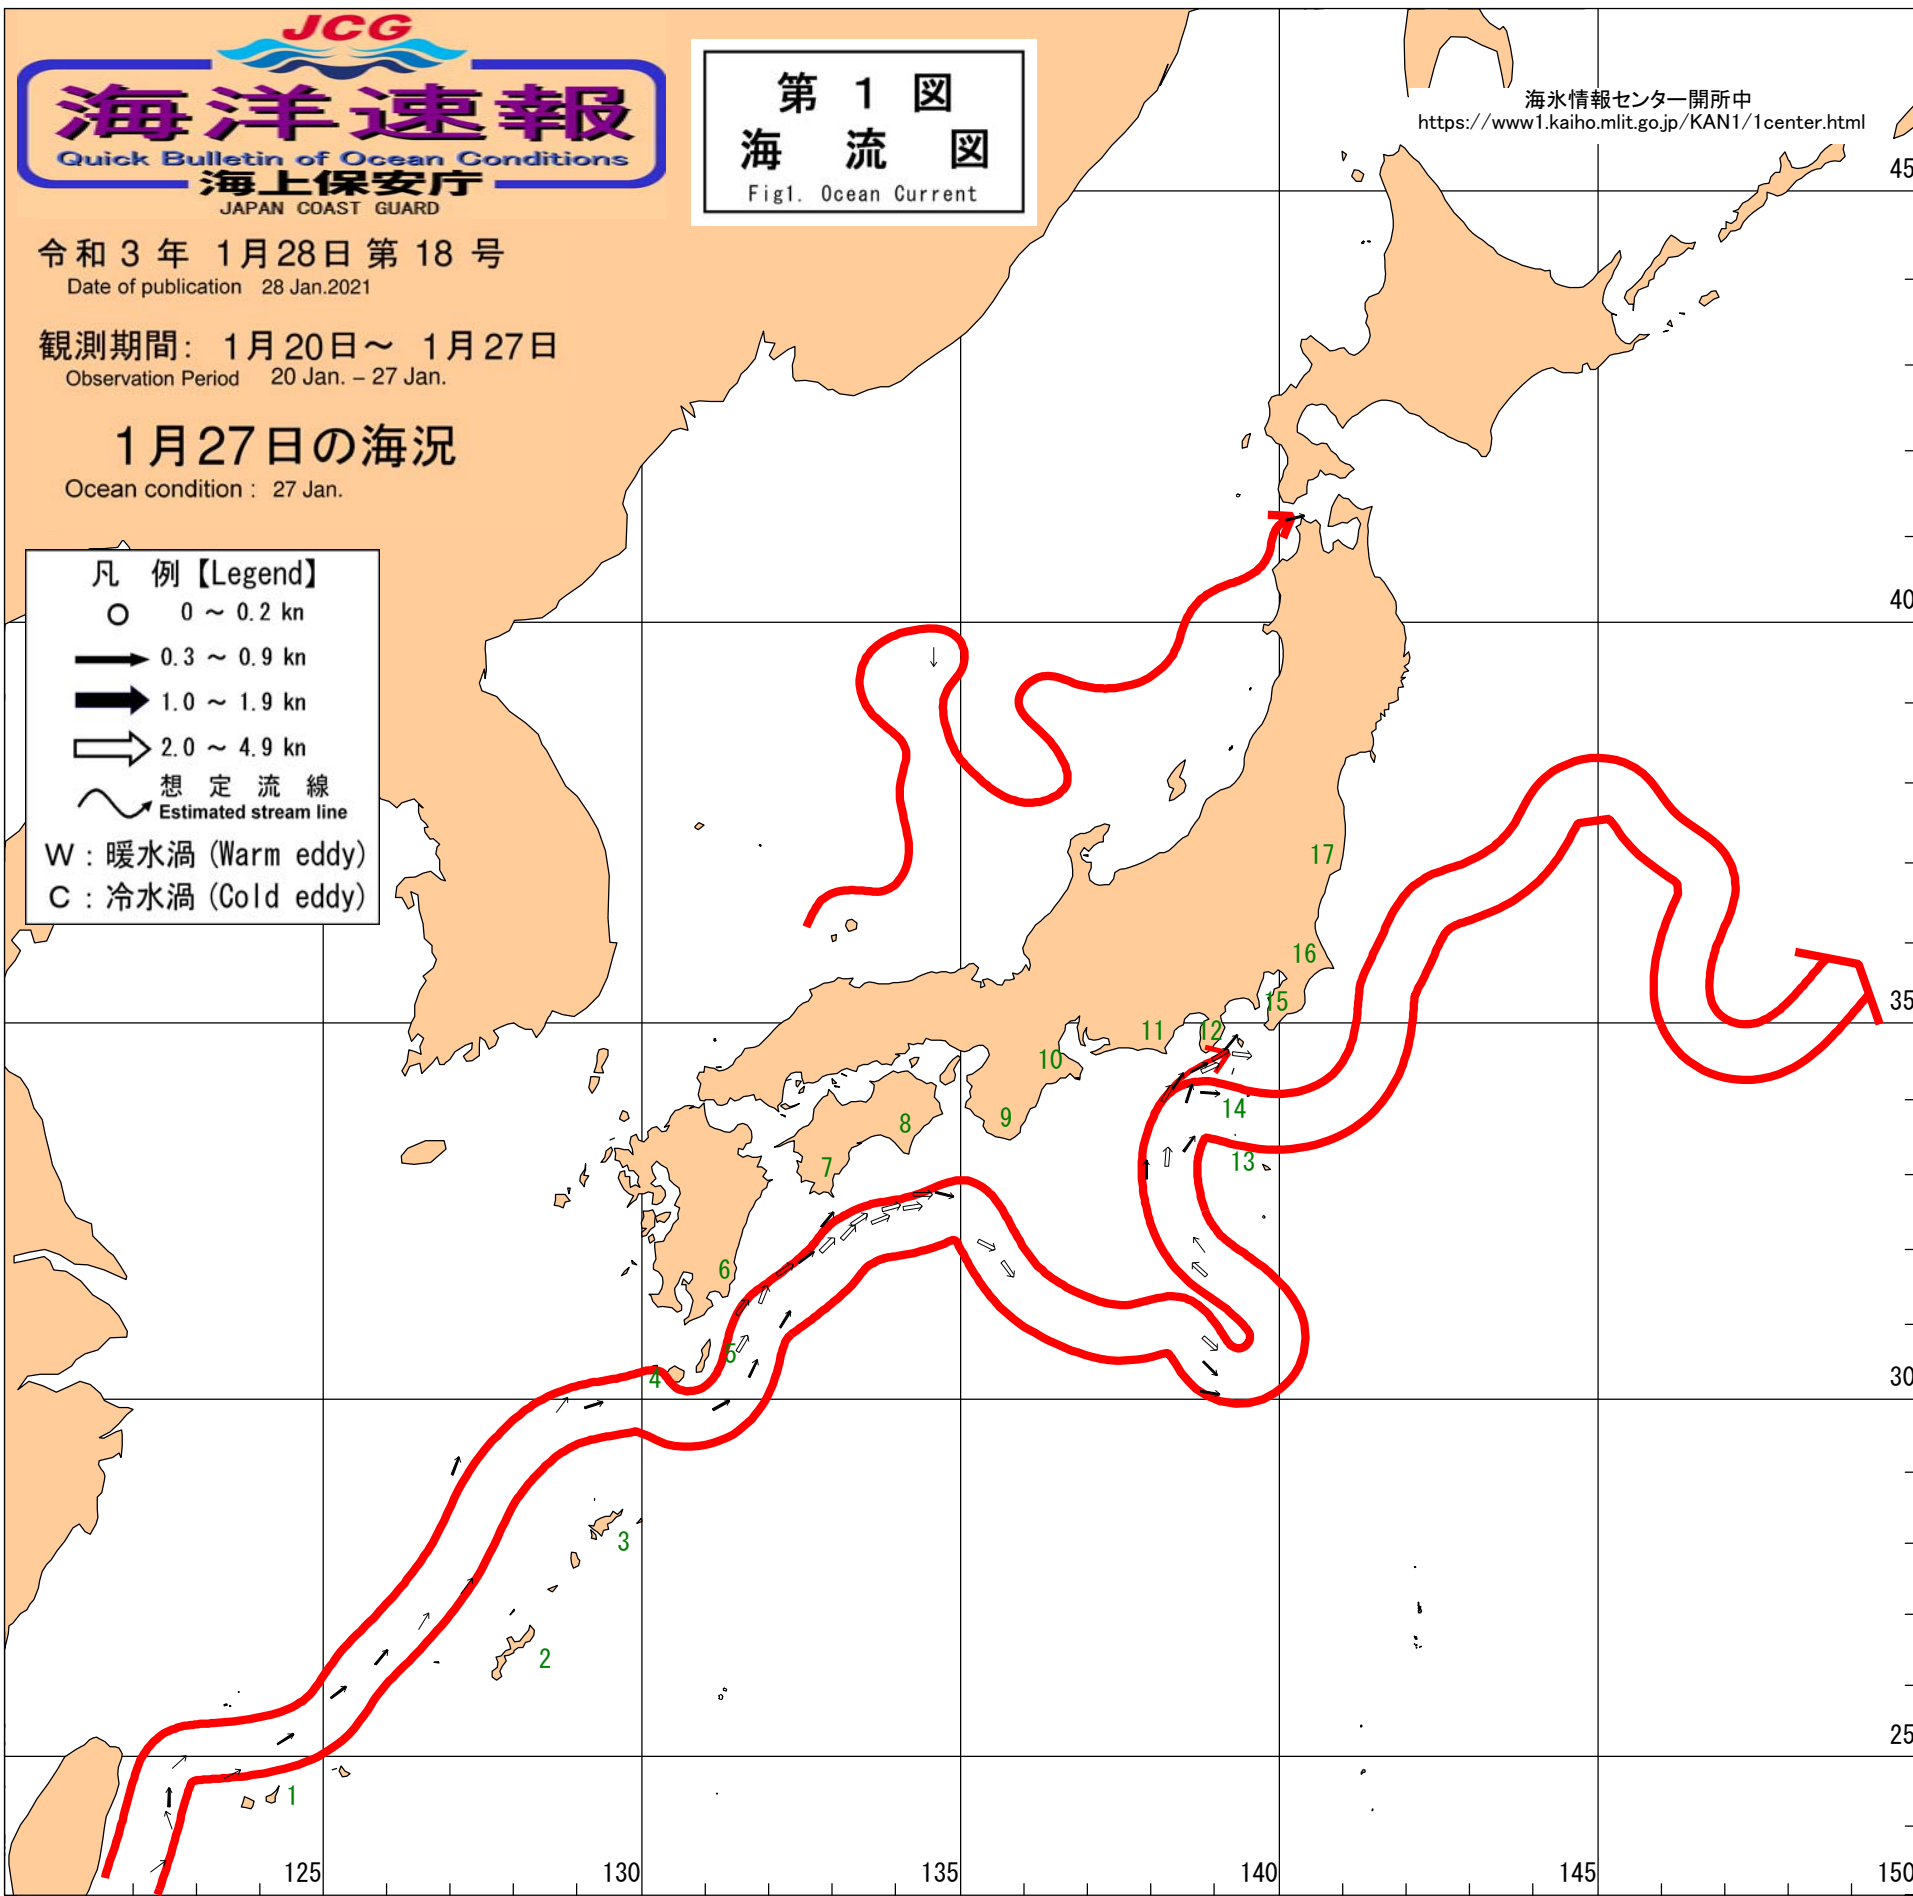 JCG
海洋速報
Quick Bulletin of Ocean Conditions
海上保安庁
JAPAN COAST GUARD
第 1 図
海 流 図
Fig1. Ocean Current
海氷情報センター開所中
https://www1.kaiho.mlit.go.jp/KAN1/1center.html
令和 3 年 1月28日 第 18 号
Date of publication 28 Jan.2021
観測期間: 1月20日～ 1月27日
Observation Period 20 Jan. – 27 Jan.
1月27日の海況
Ocean condition : 27 Jan.
凡 例【Legend】
0 ～ 0.2 kn
0.3 ～ 0.9 kn
1.0 ～ 1.9 kn
2.0 ～ 4.9 kn
想 定 流 線
Estimated stream line
W : 暖水渦 (Warm eddy)
C : 冷水渦 (Cold eddy)
45
40
17
16
35
15
12
11
10
14
9
8
13
7
6
5
4
30
3
2
25
1
125
130
135
140
145
150